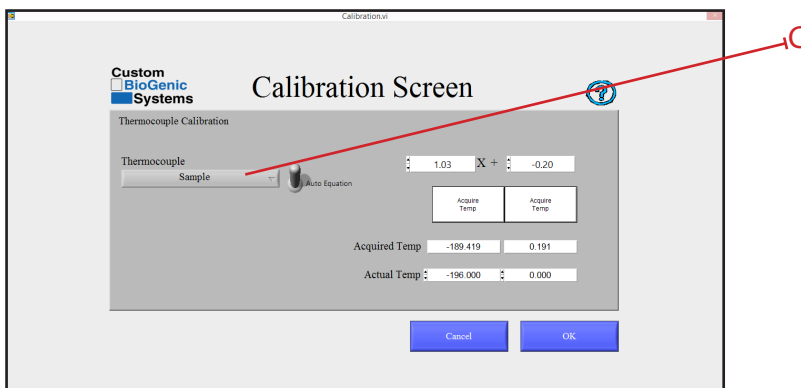 Calibration.vi
Custom
BioGenic
Systems
Calibration Screen
?
Thermocouple Calibration
Thermocouple
Sample
Auto Equation
1.03 X + -0.20
Acquire Temp
Acquire Temp
Acquired Temp -189.419 0.191
Actual Temp -196.000 0.000
Cancel OK